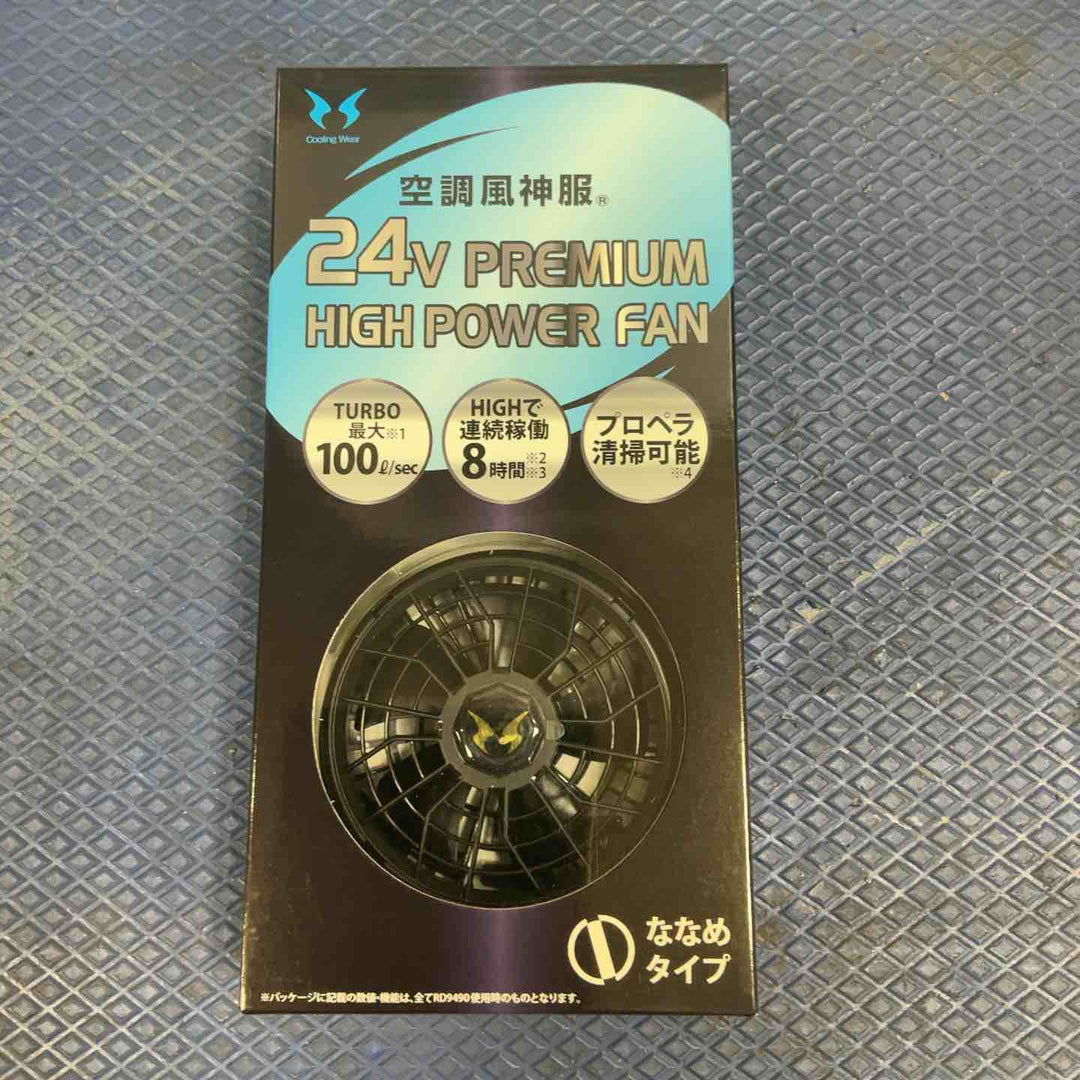 Cooling Wear
空調風神服®
24V PREMIUM
HIGH POWER FAN
TURBO
最大※1
100ℓ/sec
HIGHで
連続稼働
8時間※2※3
プロペラ
清掃可能
※4
ななめ
タイプ
※パッケージに記載の数値・機能は、全てRD9490使用時のものとなります。